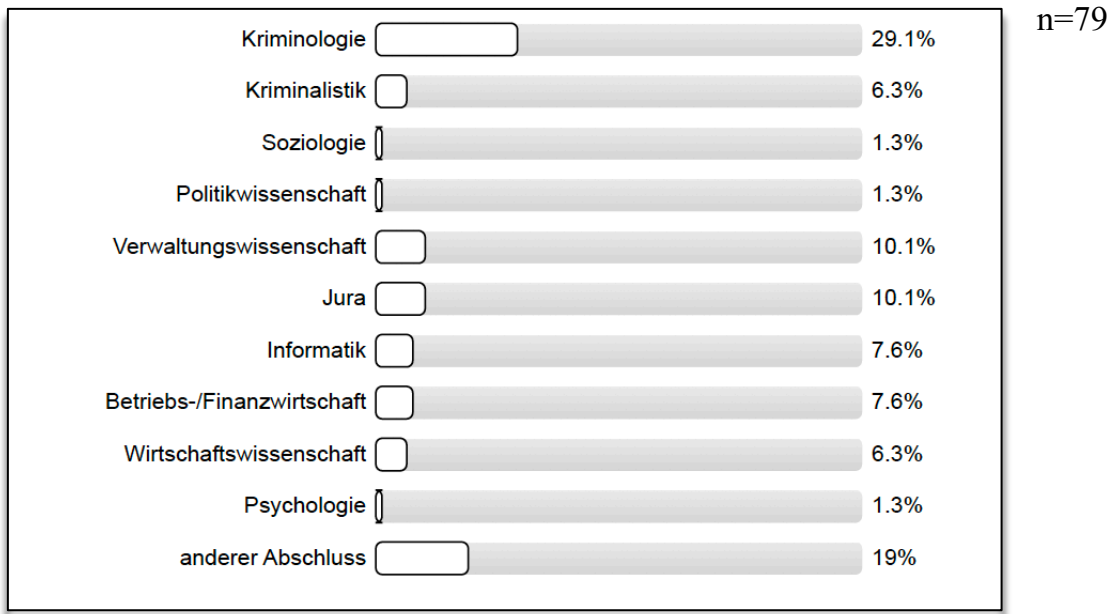 n=79
Kriminologie 29.1%
Kriminalistik 6.3%
Soziologie 1.3%
Politikwissenschaft 1.3%
Verwaltungswissenschaft 10.1%
Jura 10.1%
Informatik 7.6%
Betriebs-/Finanzwirtschaft 7.6%
Wirtschaftswissenschaft 6.3%
Psychologie 1.3%
anderer Abschluss 19%